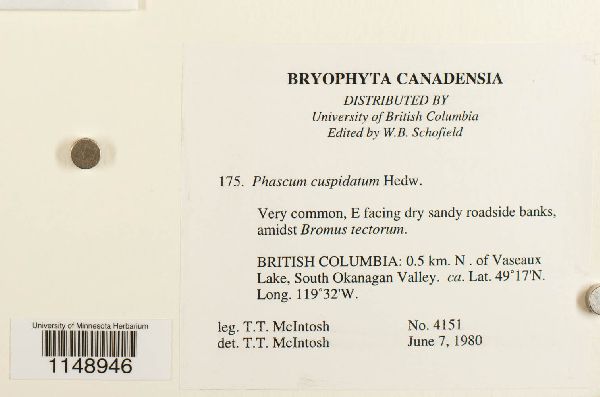 BRYOPHYTA CANADENSIA
DISTRIBUTED BY
University of British Columbia
Edited by W.B. Schofield
175. Phascum cuspidatum Hedw.
Very common, E facing dry sandy roadside banks,
amidst Bromus tectorum.
BRITISH COLUMBIA: 0.5 km. N . of Vaseaux
Lake, South Okanagan Valley. ca. Lat. 49°17'N.
Long. 119°32'W.
leg. T.T. McIntosh No. 4151
det. T.T. McIntosh June 7, 1980
University of Minnesota Herbarium
1148946